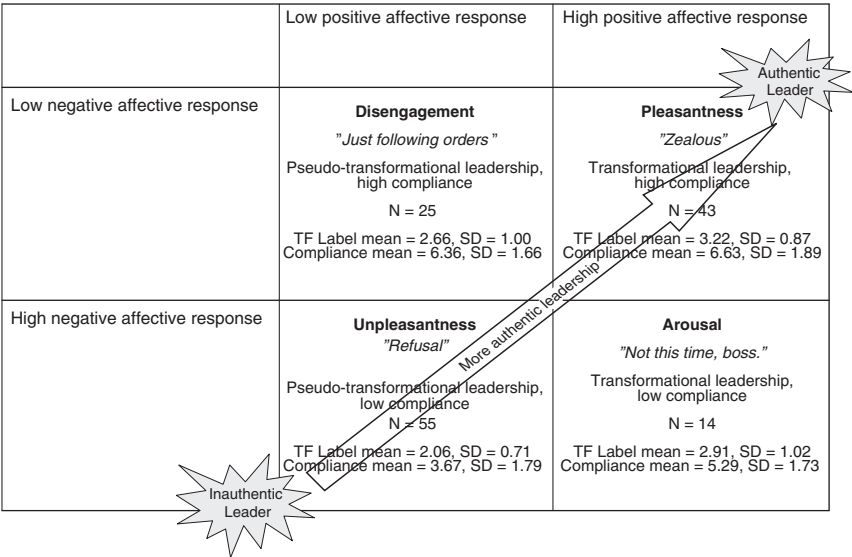 Low positive affective response
High positive affective response
Authentic
Leader
Low negative affective response
Disengagement
"Just following orders "
Pseudo-transformational leadership,
high compliance
N = 25
TF Label mean = 2.66, SD = 1.00
Compliance mean = 6.36, SD = 1.66
Pleasantness
"Zealous"
Transformational leadership,
high compliance
N = 43
TF Label mean = 3.22, SD = 0.87
Compliance mean = 6.63, SD = 1.89
More authentic leadership
High negative affective response
Unpleasantness
"Refusal"
Pseudo-transformational leadership,
low compliance
N = 55
TF Label mean = 2.06, SD = 0.71
Compliance mean = 3.67, SD = 1.79
Arousal
"Not this time, boss."
Transformational leadership,
low compliance
N = 14
TF Label mean = 2.91, SD = 1.02
Compliance mean = 5.29, SD = 1.73
Inauthentic
Leader